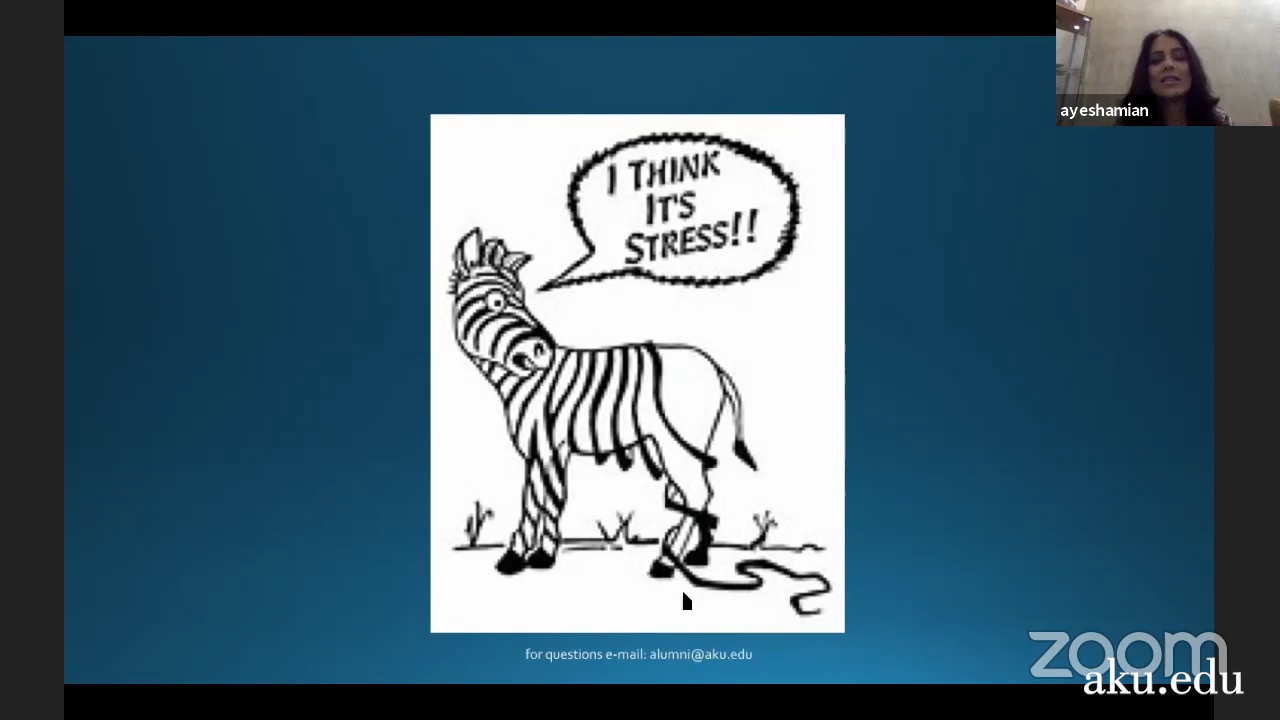 ayeshamian
I THINK
IT'S
STRESS!!
for questions e-mail: alumni@aku.edu
zoom
aku.edu